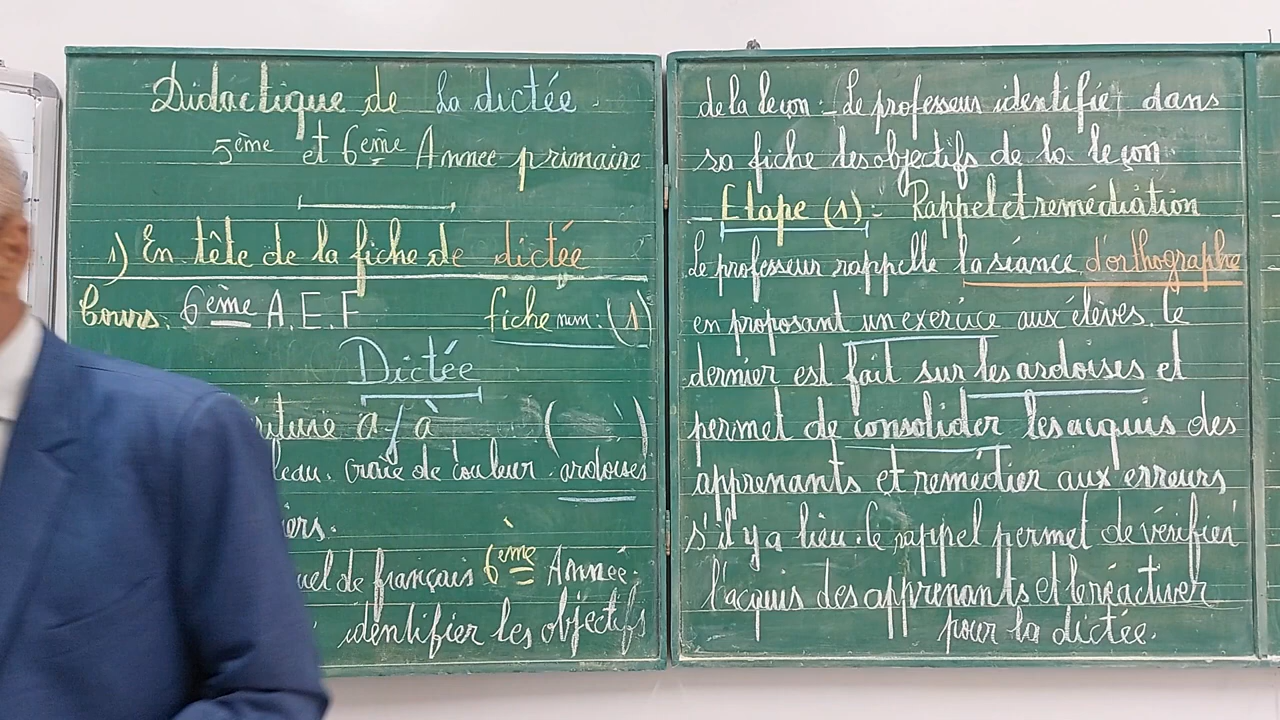 Didactique de la dictée.
5ème et 6ème Année primaire
1) En tête de la fiche de dictée
Cours: 6ème A.E.F fiche num: (1)
Dictée
iture a / à ( )
leau. craie de couleur. ardoises
iers.
uel de français 6ème Année.
identifier les objectifs
de la leçon: _ Le professeur identifie dans
sa fiche les objectifs de la leçon.
_ Etape (1): Rappel et remédiation
Le professeur rappelle la séance d'orthographe
en proposant un exercice aux élèves. Ce
dernier est fait sur les ardoises et
permet de consolider les acquis des
apprenants et remédier aux erreurs
s'il y a lieu. Le rappel permet de vérifier
l'acquis des apprenants et le réactiver
pour la dictée.